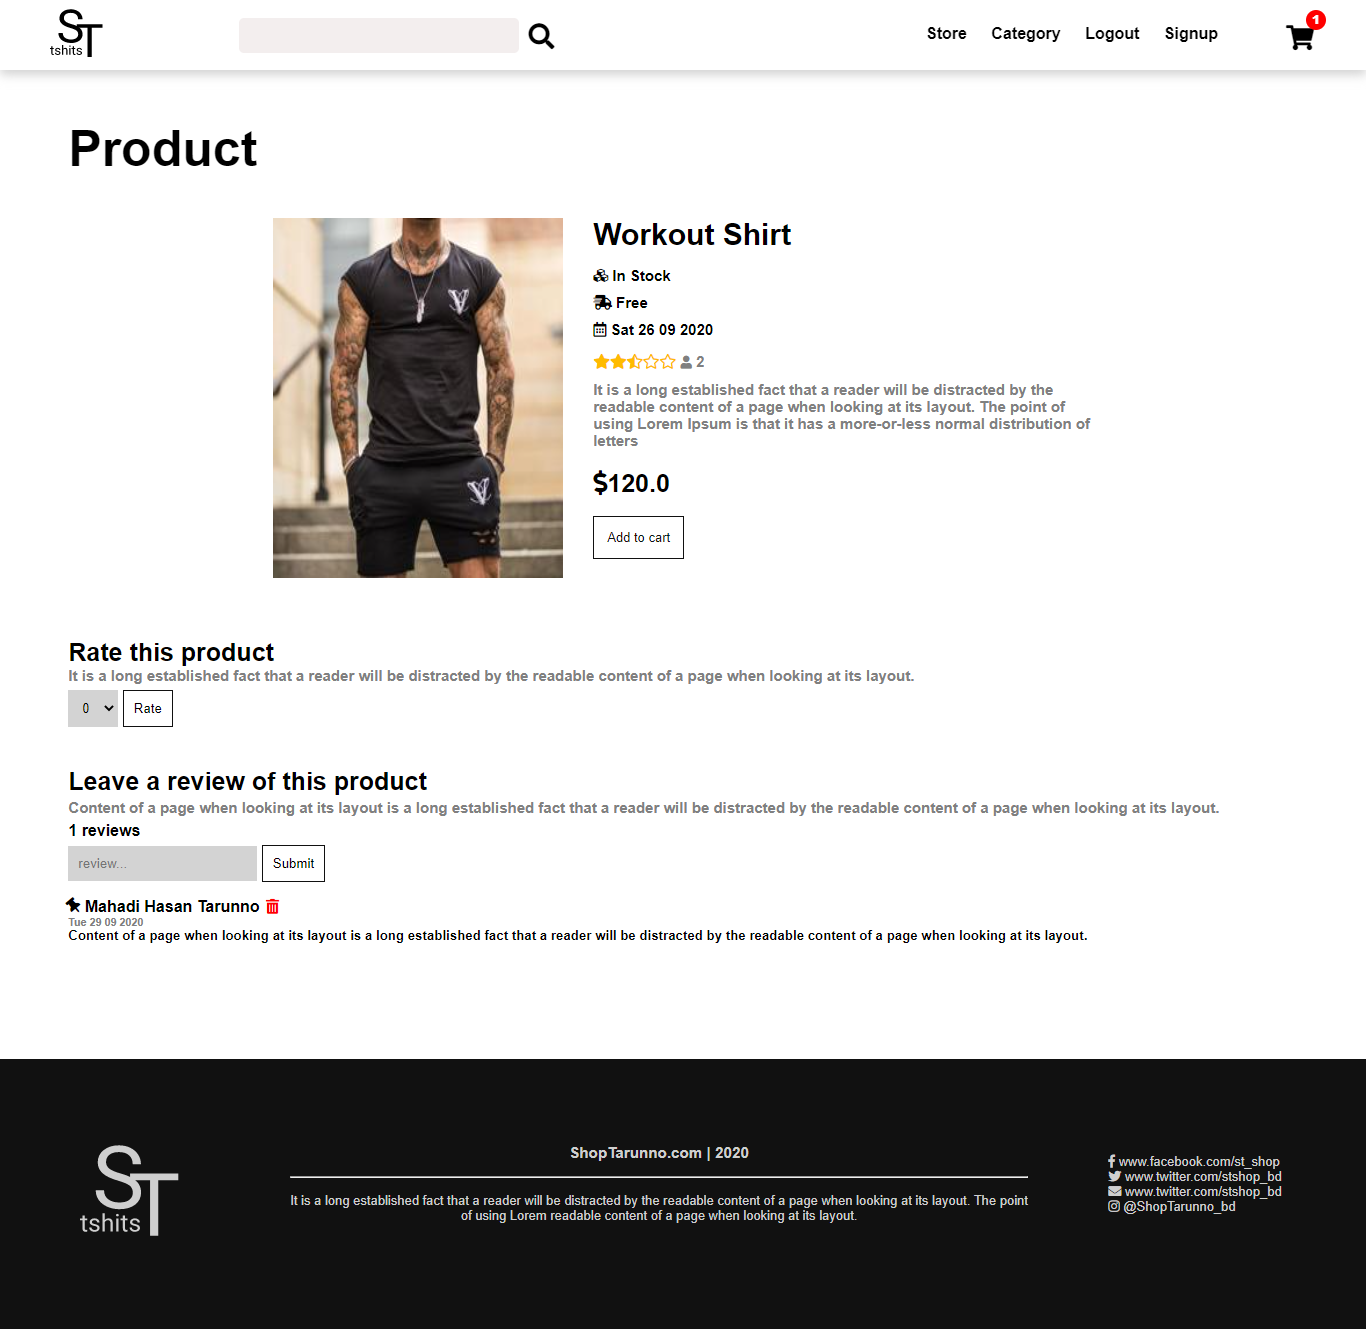 ST
tshits
Store Category Logout Signup
1
Product
Workout Shirt
In Stock
Free
Sat 26 09 2020
2
It is a long established fact that a reader will be distracted by the
readable content of a page when looking at its layout. The point of
using Lorem Ipsum is that it has a more-or-less normal distribution of
letters
$120.0
Add to cart
Rate this product
It is a long established fact that a reader will be distracted by the readable content of a page when looking at its layout.
0 Rate
Leave a review of this product
Content of a page when looking at its layout is a long established fact that a reader will be distracted by the readable content of a page when looking at its layout.
1 reviews
review... Submit
Mahadi Hasan Tarunno
Tue 29 09 2020
Content of a page when looking at its layout is a long established fact that a reader will be distracted by the readable content of a page when looking at its layout.
ST
tshits
ShopTarunno.com | 2020
It is a long established fact that a reader will be distracted by the readable content of a page when looking at its layout. The point
of using Lorem readable content of a page when looking at its layout.
www.facebook.com/st_shop
www.twitter.com/stshop_bd
www.twitter.com/stshop_bd
@ShopTarunno_bd